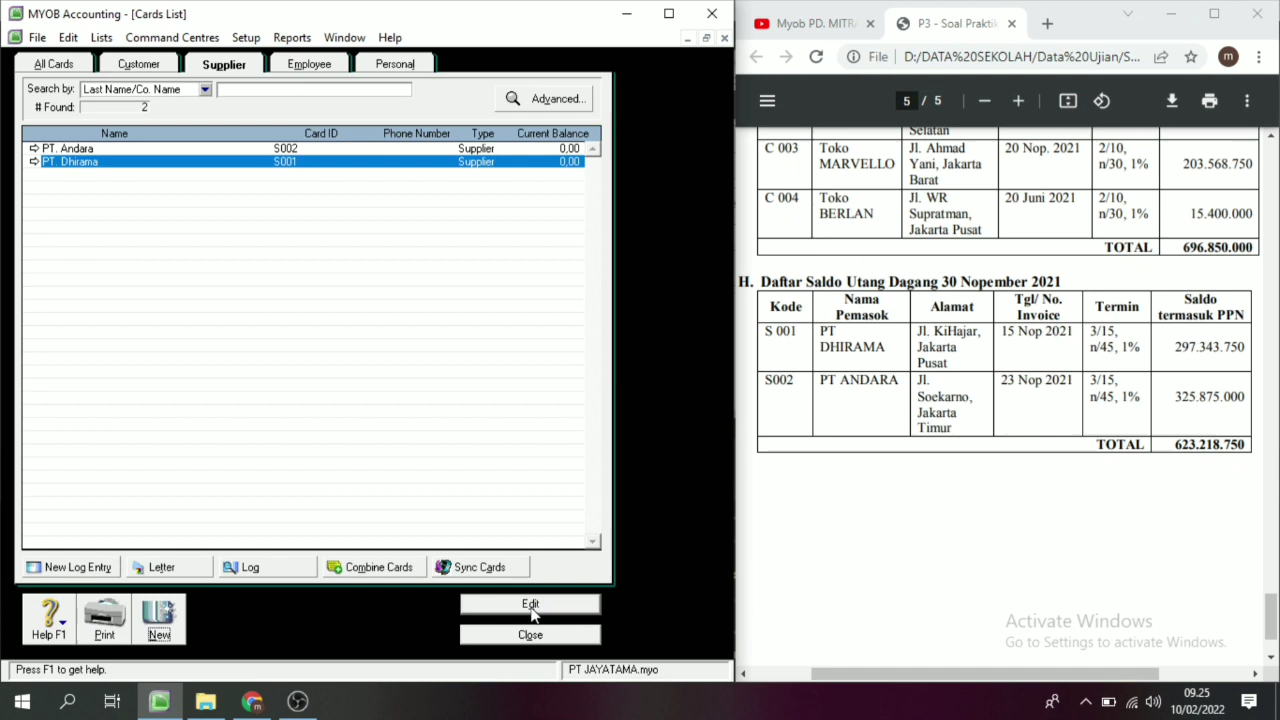 MYOB Accounting - [Cards List]
File Edit Lists Command Centres Setup Reports Window Help
All Cards Customer Supplier Employee Personal
Search by: Last Name/Co. Name
# Found: 2
Advanced...
Name Card ID Phone Number Type Current Balance
PT. Andara S002 Supplier 0,00
PT. Dhirama S001 Supplier 0,00
New Log Entry Letter Log Combine Cards Sync Cards
Help F1 Print New
Edit
Close
Press F1 to get help. PT JAYATAMA.myo
Myob PD. MITRA
P3 - Soal Praktik
File D:/DATA%20SEKOLAH/Data%20Ujian/S...
m
5 / 5
Selatan
C 003 Toko Jl. Ahmad 20 Nop. 2021 2/10,
MARVELLO Yani, Jakarta n/30, 1% 203.568.750
Barat
C 004 Toko Jl. WR 20 Juni 2021 2/10,
BERLAN Supratman, n/30, 1% 15.400.000
Jakarta Pusat
TOTAL 696.850.000
H. Daftar Saldo Utang Dagang 30 Nopember 2021
Kode Nama Pemasok Alamat Tgl/ No. Invoice Termin Saldo termasuk PPN
S 001 PT Jl. KiHajar, 15 Nop 2021 3/15,
DHIRAMA Jakarta n/45, 1% 297.343.750
Pusat
S002 PT ANDARA Jl. 23 Nop 2021 3/15,
Soekarno, n/45, 1% 325.875.000
Jakarta
Timur
TOTAL 623.218.750
Activate Windows
Go to Settings to activate Windows.
09.25
10/02/2022